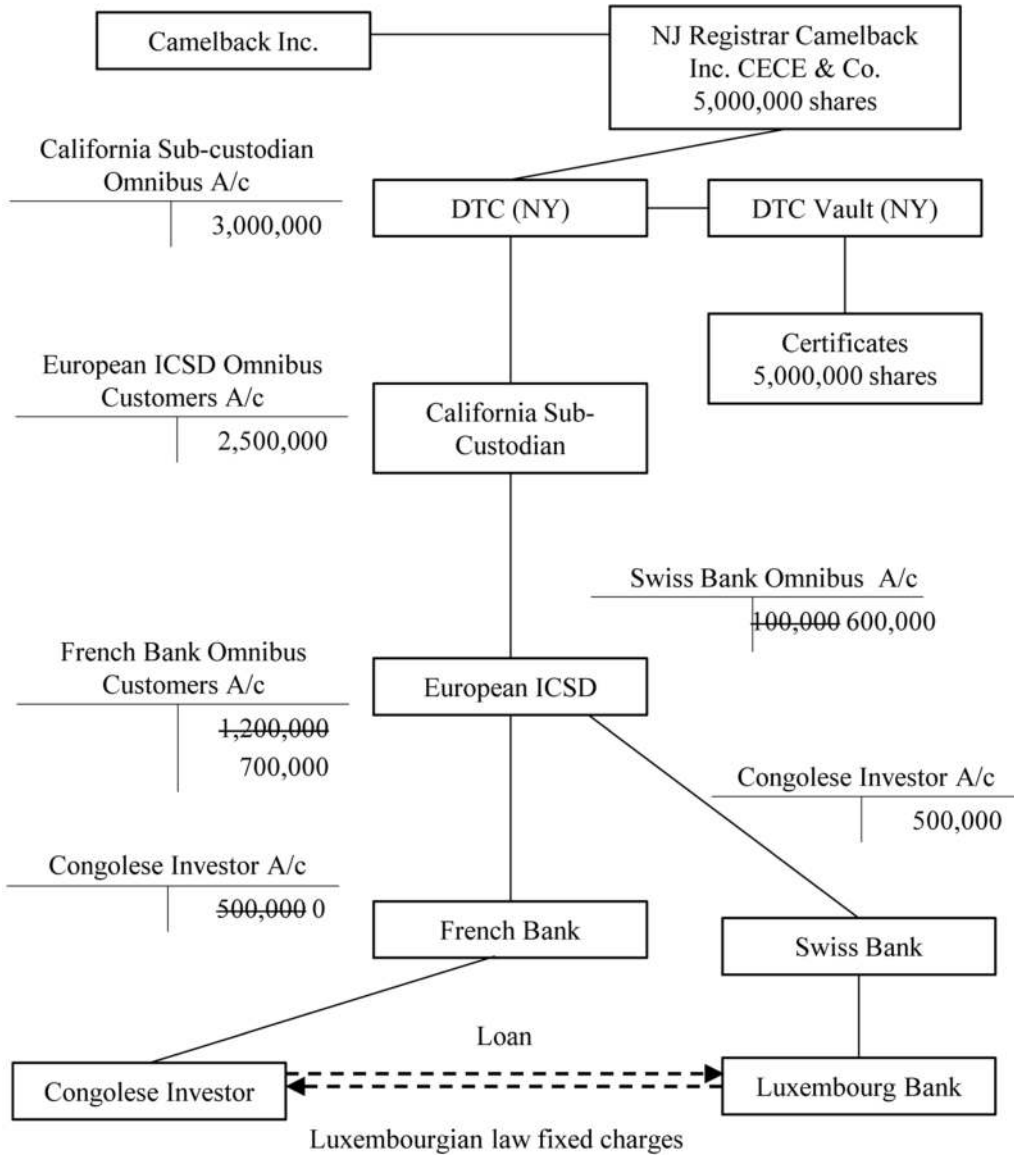 Camelback Inc.
NJ Registrar Camelback
Inc. CECE & Co.
5,000,000 shares
California Sub-custodian
Omnibus A/c
3,000,000
DTC (NY)
DTC Vault (NY)
Certificates
5,000,000 shares
European ICSD Omnibus
Customers A/c
2,500,000
California Sub-
Custodian
Swiss Bank Omnibus A/c
100,000 600,000
French Bank Omnibus
Customers A/c
1,200,000
700,000
European ICSD
Congolese Investor A/c
500,000
Congolese Investor A/c
500,000 0
French Bank
Swiss Bank
Loan
Congolese Investor
Luxembourg Bank
Luxembourgian law fixed charges